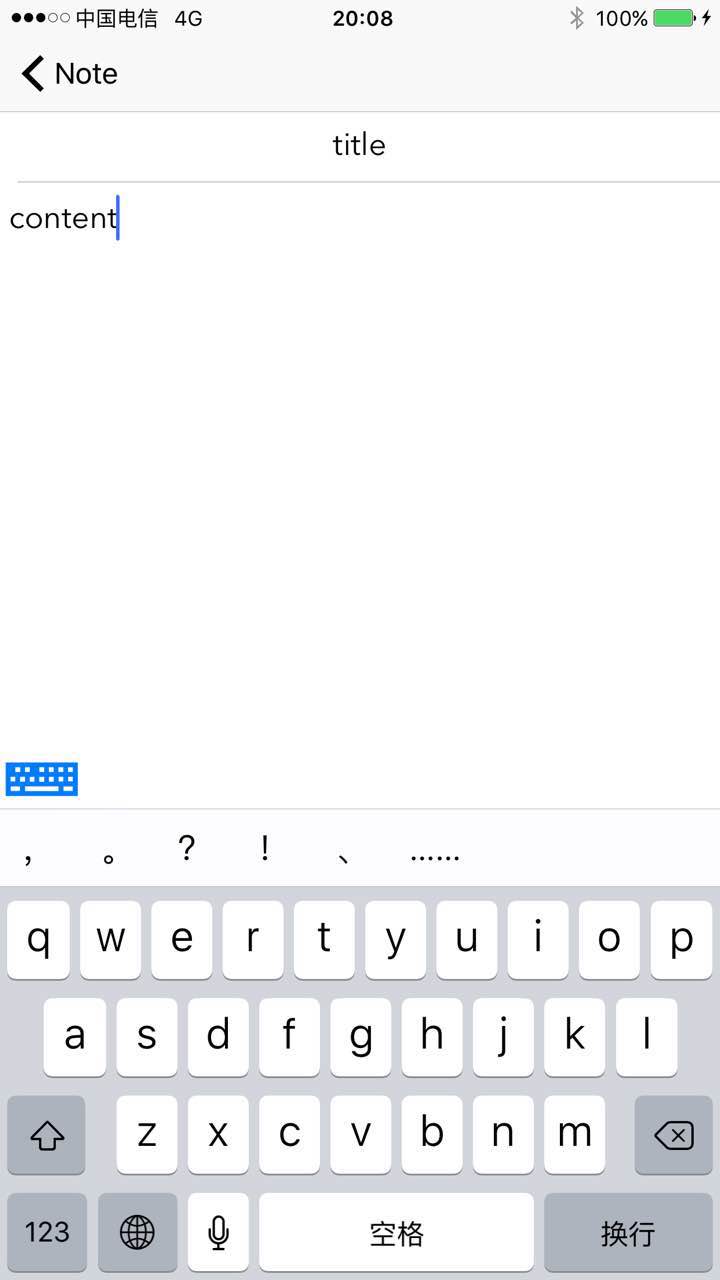 中国电信 4G 20:08 100%
Note
title
content
， 。 ? ! 、 ......
q w e r t y u i o p
a s d f g h j k l
z x c v b n m
123 空格 换行